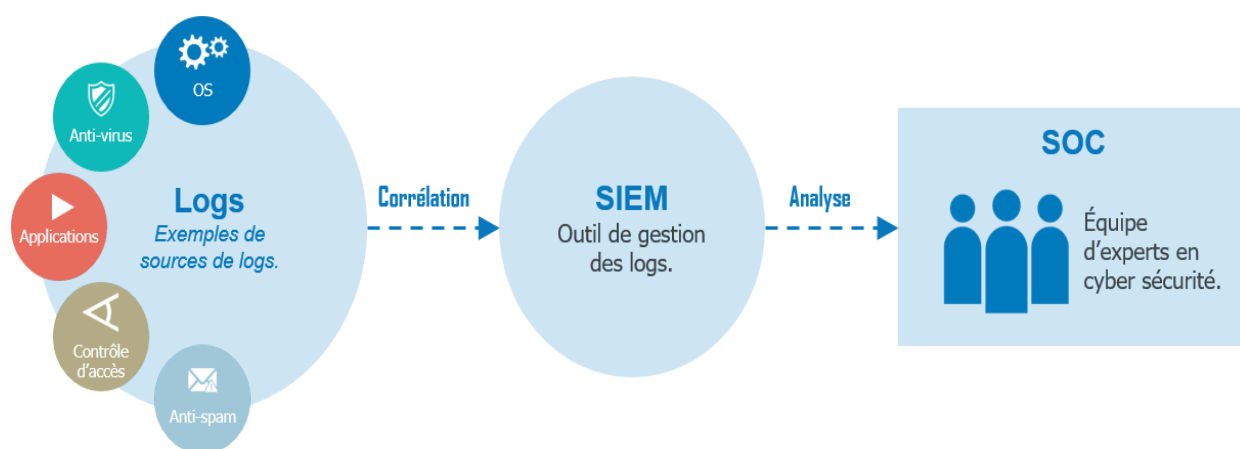 OS
Anti-virus
Applications
Contrôle
d'accès
Anti-spam
Logs
Exemples de
sources de logs.
Corrélation
SIEM
Outil de gestion
des logs.
Analyse
SOC
Équipe
d'experts en
cyber sécurité.